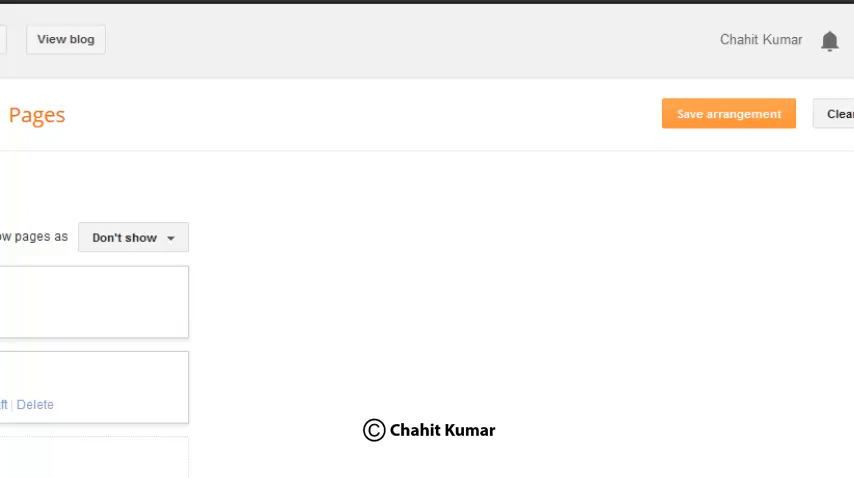 View blog
Chahit Kumar
Pages
Save arrangement
pages as
Don't show
Delete
© Chahit Kumar